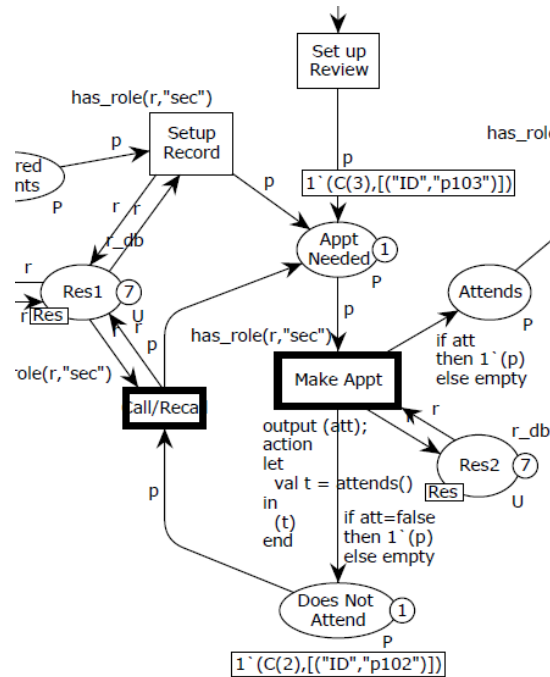 Set up
Review
has_role(r,"sec")
Setup
Record
has_ro
p
red
nts
P
p
p
1`(C(3),[("ID","p103")])
r
r
r_db
Appt
Needed
1
P
r
Res1
7
Res
U
r
r
p
Attends
P
p
has_role(r,"sec")
role(r,"sec")
Make Appt
if att
then 1`(p)
else empty
Call/Recall
r
r
r_db
output (att);
action
let
val t = attends()
in
(t)
end
Res2
7
Res
U
p
if att=false
then 1`(p)
else empty
Does Not
Attend
1
P
1`(C(2),[("ID","p102")])